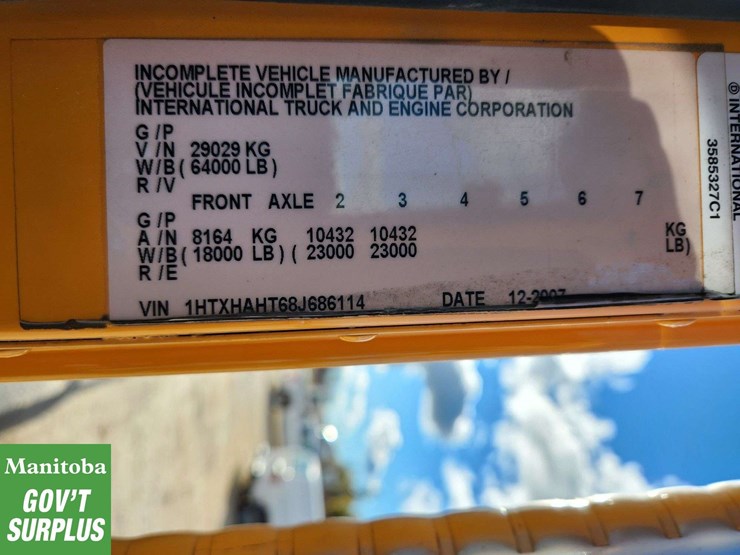 INCOMPLETE VEHICLE MANUFACTURED BY /
(VEHICULE INCOMPLET FABRIQUE PAR)
INTERNATIONAL TRUCK AND ENGINE CORPORATION
G /P
V /N 29029 KG
W/B ( 64000 LB )
R /V
FRONT AXLE 2 3 4 5 6 7
G /P
A /N 8164 KG 10432 10432 KG
W/B ( 18000 LB ) ( 23000 23000 LB)
R /E
VIN 1HTXHAHT68J686114 DATE 12-2007
3585327C1
© INTERNATIONAL
Manitoba
GOV'T
SURPLUS